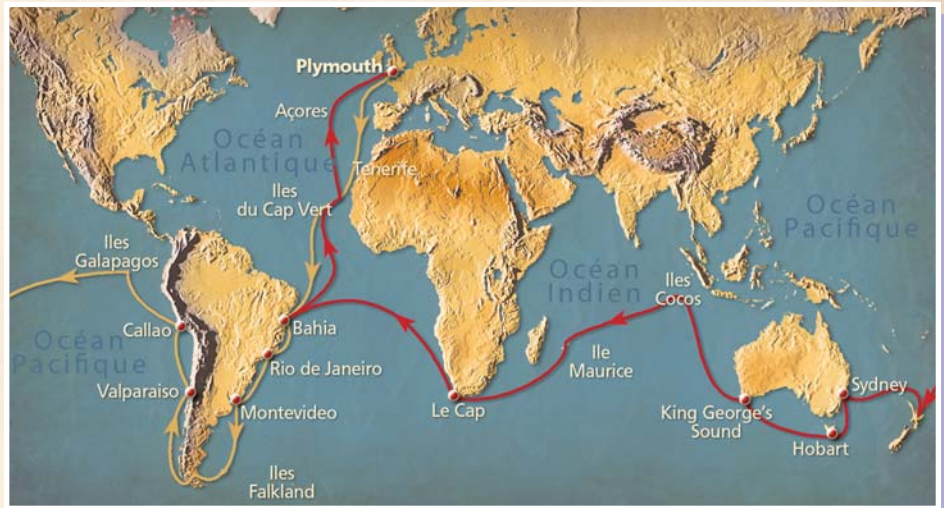 Plymouth
Açores
Océan
Atlantique
Tenerife
Iles
du Cap Vert
Océan
Pacifique
Iles
Galapagos
Océan
Indien
Iles
Cocos
Callao
Bahia
Océan
Pacifique
Rio de Janeiro
Ile
Maurice
Valparaiso
Montevideo
Le Cap
King George's
Sound
Sydney
Hobart
Iles
Falkland